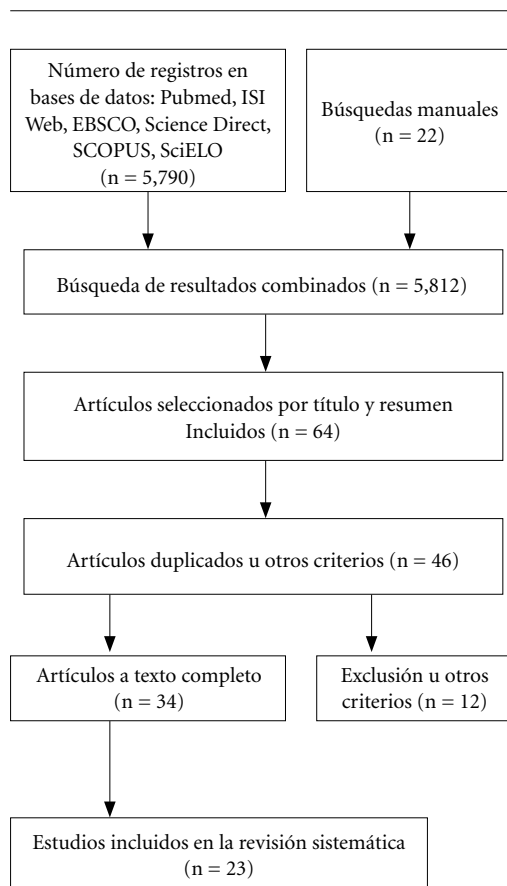 Número de registros en
bases de datos: Pubmed, ISI
Web, EBSCO, Science Direct,
SCOPUS, SciELO
(n = 5,790)
Búsquedas manuales
(n = 22)
Búsqueda de resultados combinados (n = 5,812)
Artículos seleccionados por título y resumen
Incluidos (n = 64)
Artículos duplicados u otros criterios (n = 46)
Artículos a texto completo
(n = 34)
Exclusión u otros
criterios (n = 12)
Estudios incluidos en la revisión sistemática
(n = 23)